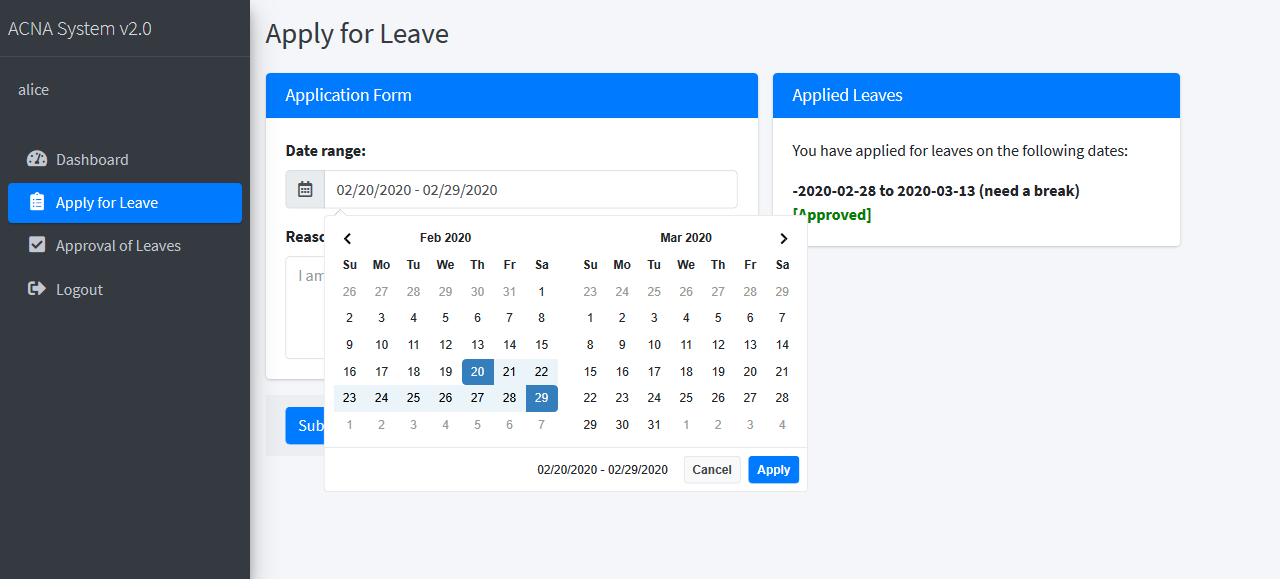 ACNA System v2.0
alice
Dashboard
Apply for Leave
Approval of Leaves
Logout
Apply for Leave
Application Form
Date range:
02/20/2020 - 02/29/2020
Reaso
I am
Sub
Feb 2020
Su Mo Tu We Th Fr Sa
26 27 28 29 30 31 1
2 3 4 5 6 7 8
9 10 11 12 13 14 15
16 17 18 19 20 21 22
23 24 25 26 27 28 29
1 2 3 4 5 6 7
Mar 2020
Su Mo Tu We Th Fr Sa
23 24 25 26 27 28 29
1 2 3 4 5 6 7
8 9 10 11 12 13 14
15 16 17 18 19 20 21
22 23 24 25 26 27 28
29 30 31 1 2 3 4
02/20/2020 - 02/29/2020
Cancel
Apply
Applied Leaves
You have applied for leaves on the following dates:
-2020-02-28 to 2020-03-13 (need a break)
[Approved]